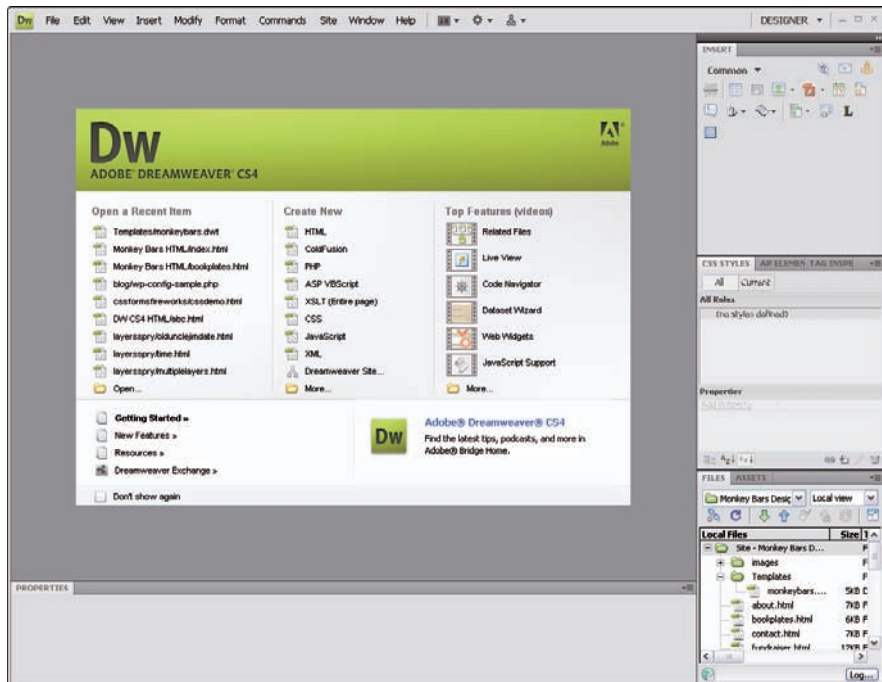 Dw File Edit View Insert Modify Format Commands Site Window Help DESIGNER
INSERT
Common
L
Dw
ADOBE® DREAMWEAVER® CS4
Adobe
Open a Recent Item
Templates/monkeybars.dwt
Monkey Bars HTML/index.html
Monkey Bars HTML/bookplates.html
blog/wp-config-sample.php
cssformsfireworks/cssdemo.html
DW CS4 HTML/abc.html
layersspry/oldunclejimdate.html
layersspry/time.html
layersspry/multiplelayers.html
Open...
Create New
HTML
ColdFusion
PHP
ASP VBScript
XSLT (Entire page)
CSS
JavaScript
XML
Dreamweaver Site...
More...
Top Features (videos)
Related Files
Live View
Code Navigator
Dataset Wizard
Web Widgets
JavaScript Support
More...
Getting Started »
New Features »
Resources »
Dreamweaver Exchange »
Dw
Adobe® Dreamweaver® CS4
Find the latest tips, podcasts, and more in
Adobe® Bridge Home.
Don't show again
CSS STYLES AP ELEMEN TAG INSPE
All Current
All Rules
(no styles defined)
Properties
FILES ASSETS
Monkey Bars Desig Local view
Local Files Size T
Site - Monkey Bars D... F
images F
Templates F
monkeybars.... 5KB D
about.html 7KB F
bookplates.html 6KB F
contact.html 7KB F
fundraiser.html 12KB F
Log...
PROPERTIES